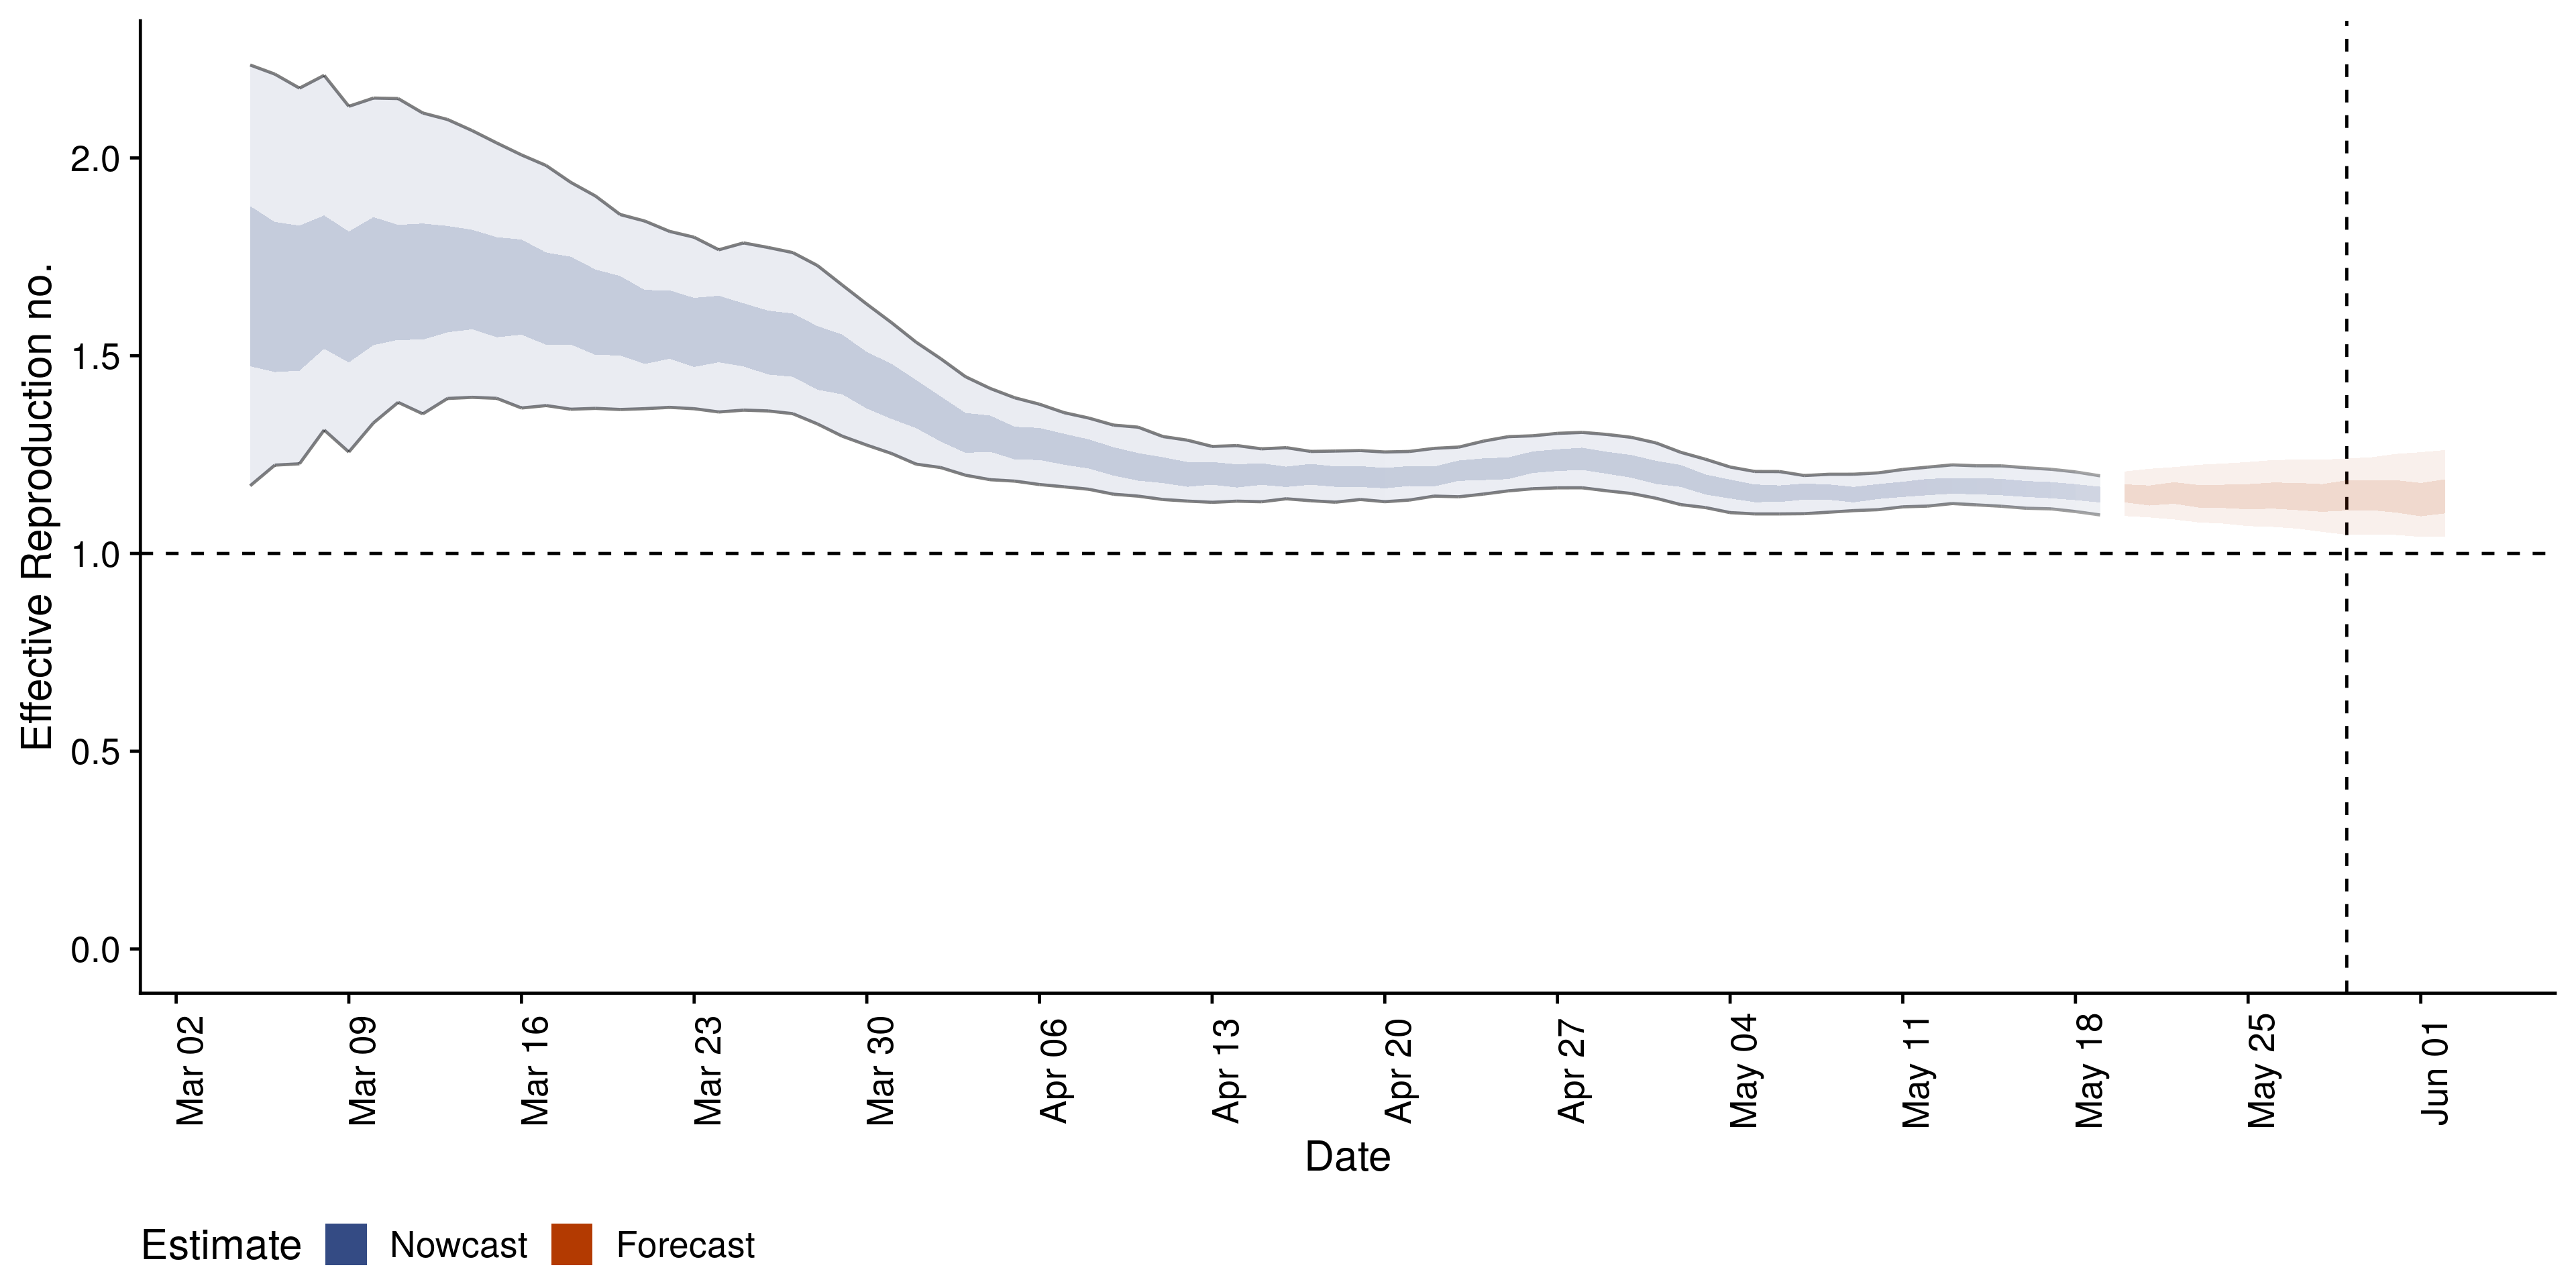 Effective Reproduction no.
2.0
1.5
1.0
0.5
0.0
Mar 02
Mar 09
Mar 16
Mar 23
Mar 30
Apr 06
Apr 13
Apr 20
Apr 27
May 04
May 11
May 18
May 25
Jun 01
Date
Estimate Nowcast Forecast